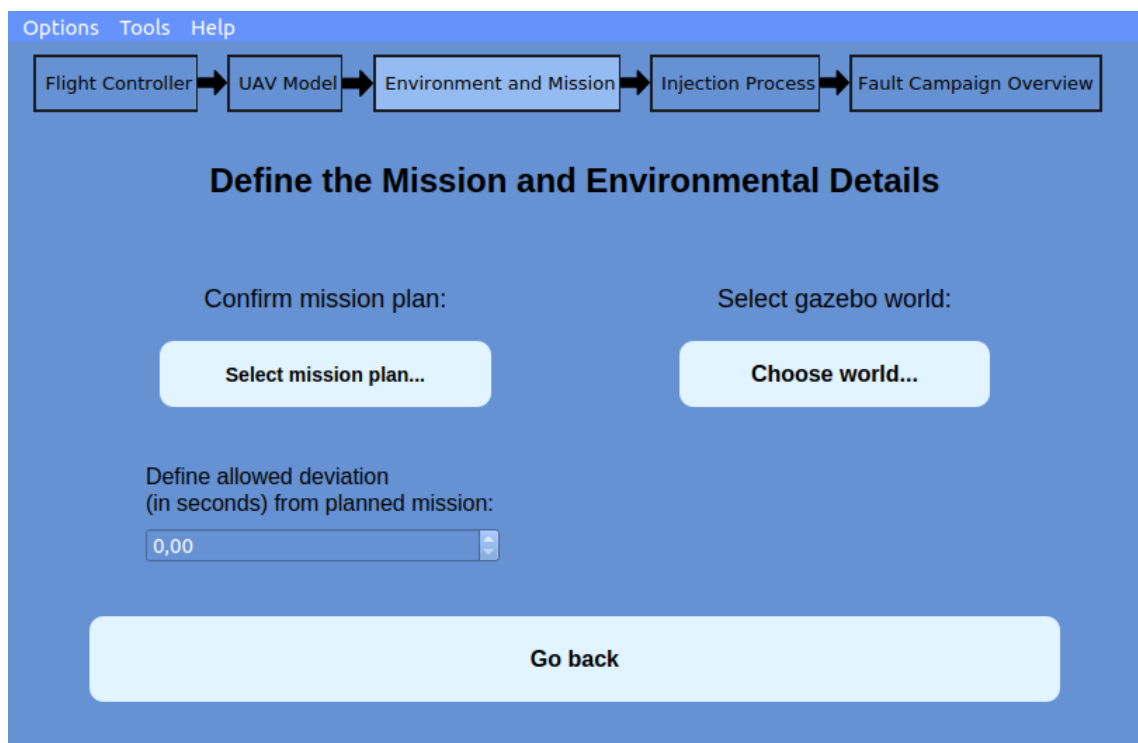 Options Tools Help
Flight Controller UAV Model Environment and Mission Injection Process Fault Campaign Overview
Define the Mission and Environmental Details
Confirm mission plan: Select gazebo world:
Select mission plan... Choose world...
Define allowed deviation
(in seconds) from planned mission:
0,00
Go back